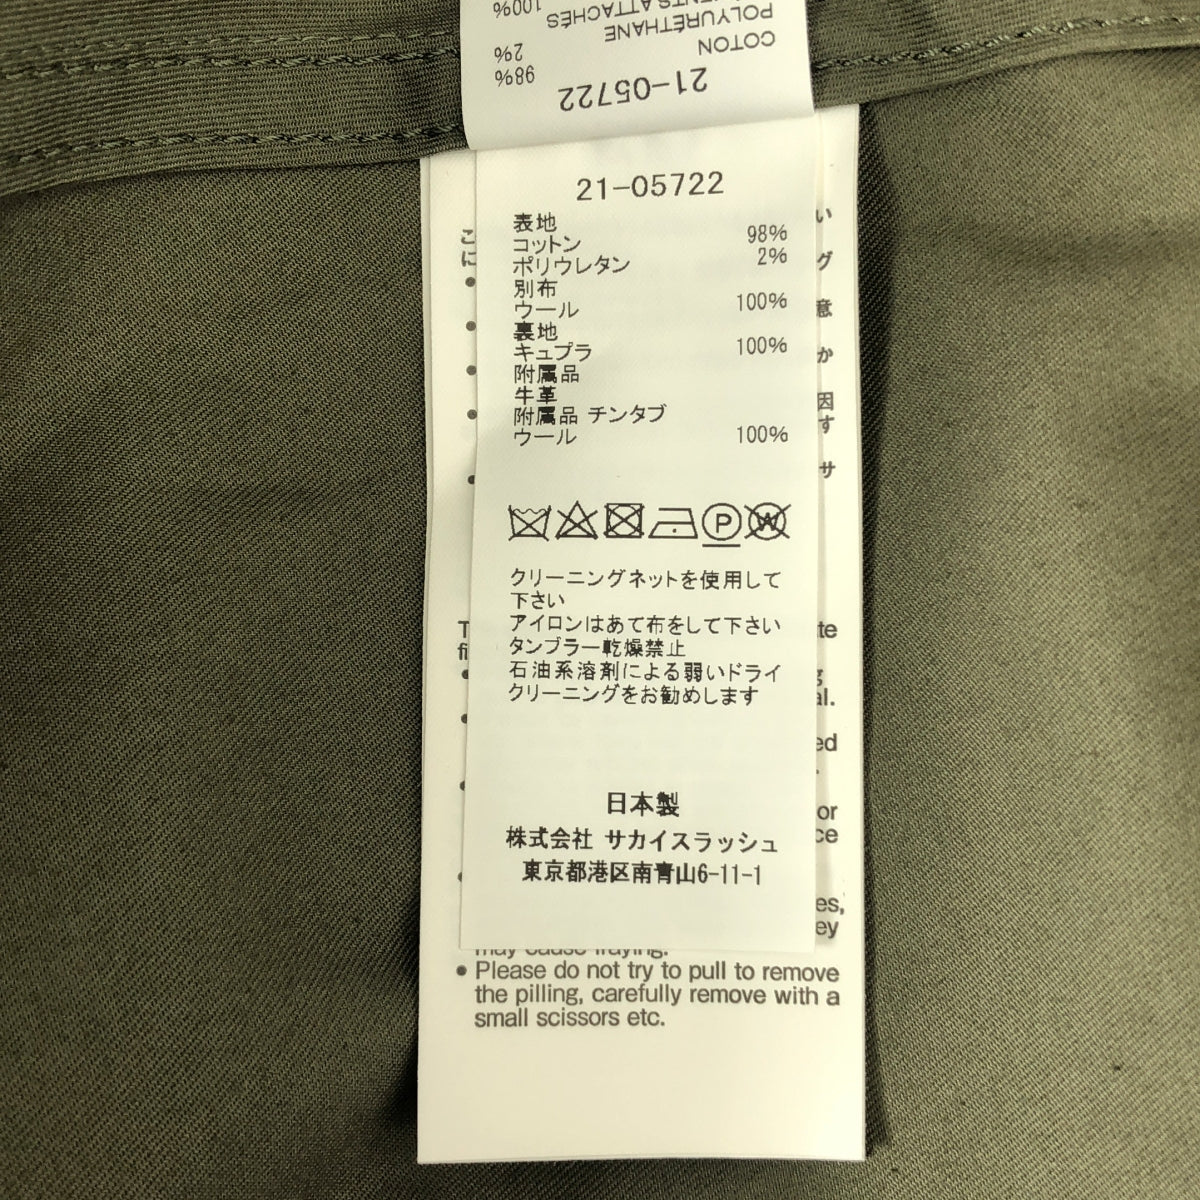 100%
MENTS ATTACHÉS
POLYURÉTHANE 2%
COTON 98%
21-05722
21-05722
表地
コットン 98%
ポリウレタン 2%
別布
ウール 100%
裏地
キュプラ 100%
附属品
牛革
附属品 チンタブ
ウール 100%
P
W
クリーニングネットを使用して
下さい
アイロンはあて布をして下さい
タンブラー乾燥禁止
石油系溶剤による弱いドライ
クリーニングをお勧めします
日本製
株式会社 サカイスラッシュ
東京都港区南青山6-11-1
may cause fraying.
• Please do not try to pull to remove
the pilling, carefully remove with a
small scissors etc.